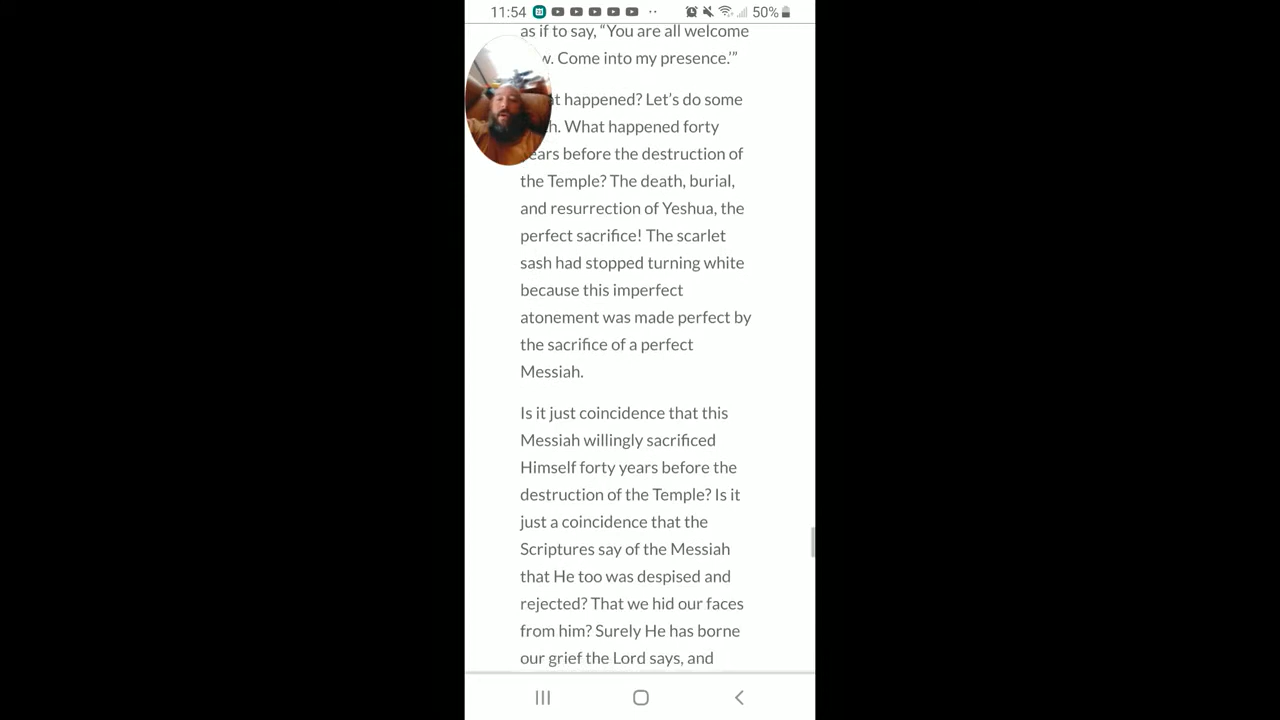 11:54
50%
as if to say, “You are all welcome
Come into my presence.’”
happened? Let’s do some
What happened forty
years before the destruction of
the Temple? The death, burial,
and resurrection of Yeshua, the
perfect sacrifice! The scarlet
sash had stopped turning white
because this imperfect
atonement was made perfect by
the sacrifice of a perfect
Messiah.
Is it just coincidence that this
Messiah willingly sacrificed
Himself forty years before the
destruction of the Temple? Is it
just a coincidence that the
Scriptures say of the Messiah
that He too was despised and
rejected? That we hid our faces
from him? Surely He has borne
our grief the Lord says, and